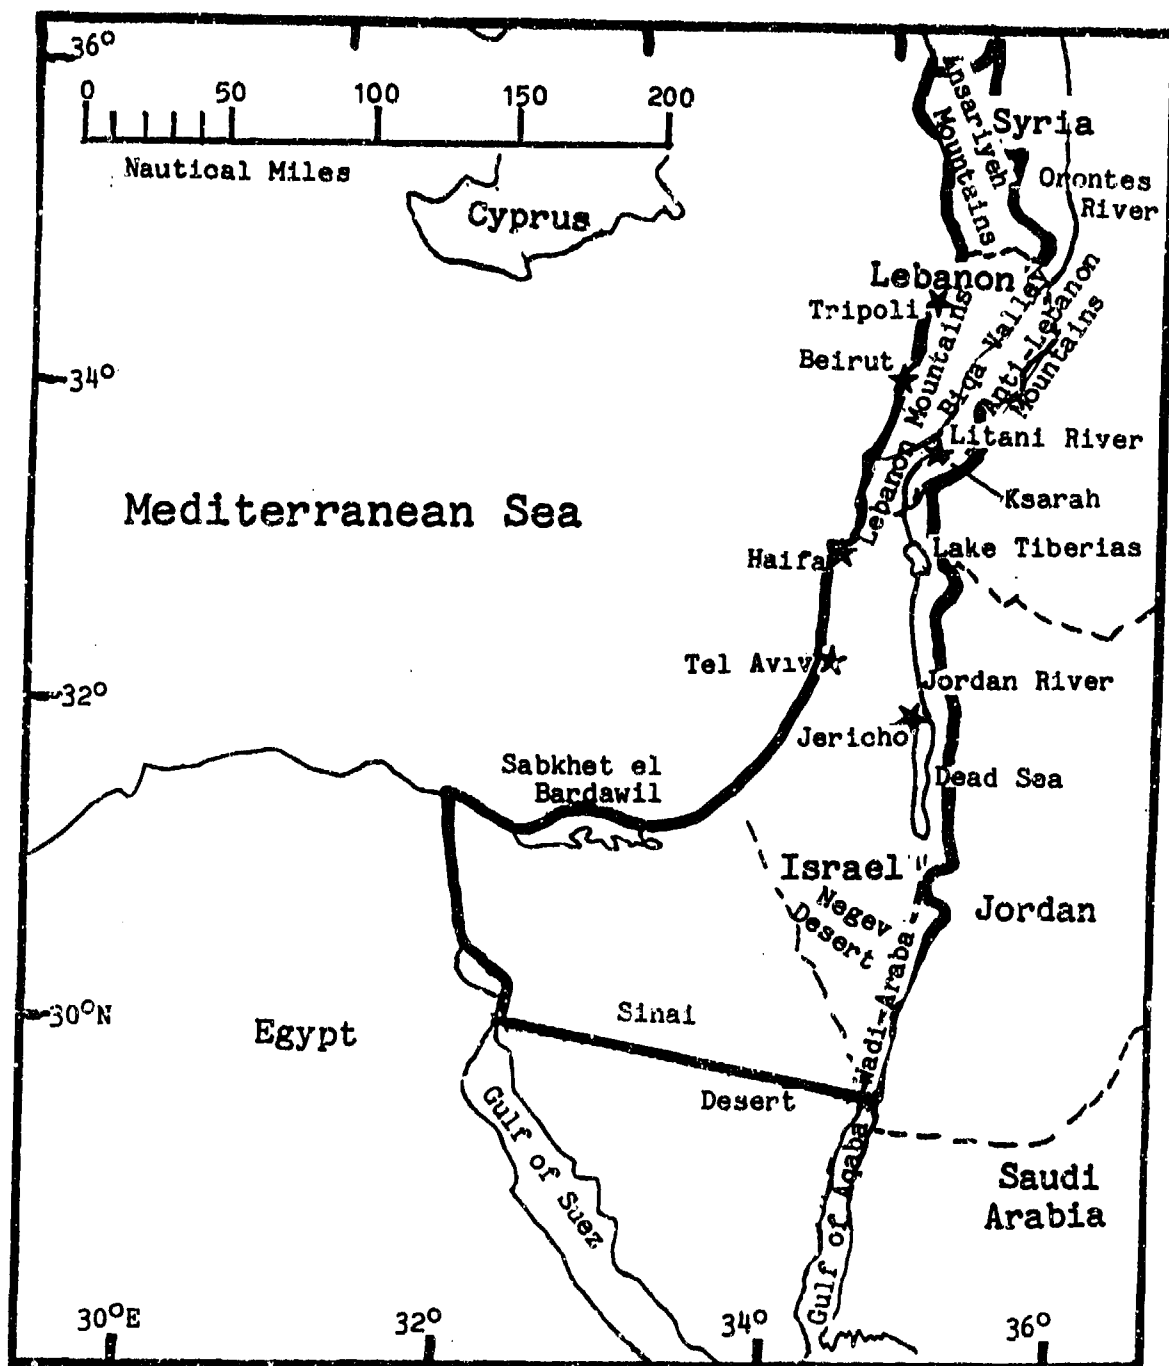 36°
0 50 100 150 200
Nautical Miles
Cyprus
Ansariyeh
Mountains
Syria
Orontes
River
Lebanon
Tripoli
Beirut
34°
Lebanon Mountains
Biqa Valley
Anti-Lebanon
Mountains
Litani River
Ksarah
Mediterranean Sea
Haifa
Lake Tiberias
Tel Aviv
32°
Jordan River
Jericho
Sabkhet el
Bardawil
Dead Sea
Israel
Negev
Desert
Jordan
Wadi-Araba
30°N
Egypt
Sinai
Desert
Gulf of Suez
Gulf of Aqaba
Saudi
Arabia
30°E
32°
34°
36°